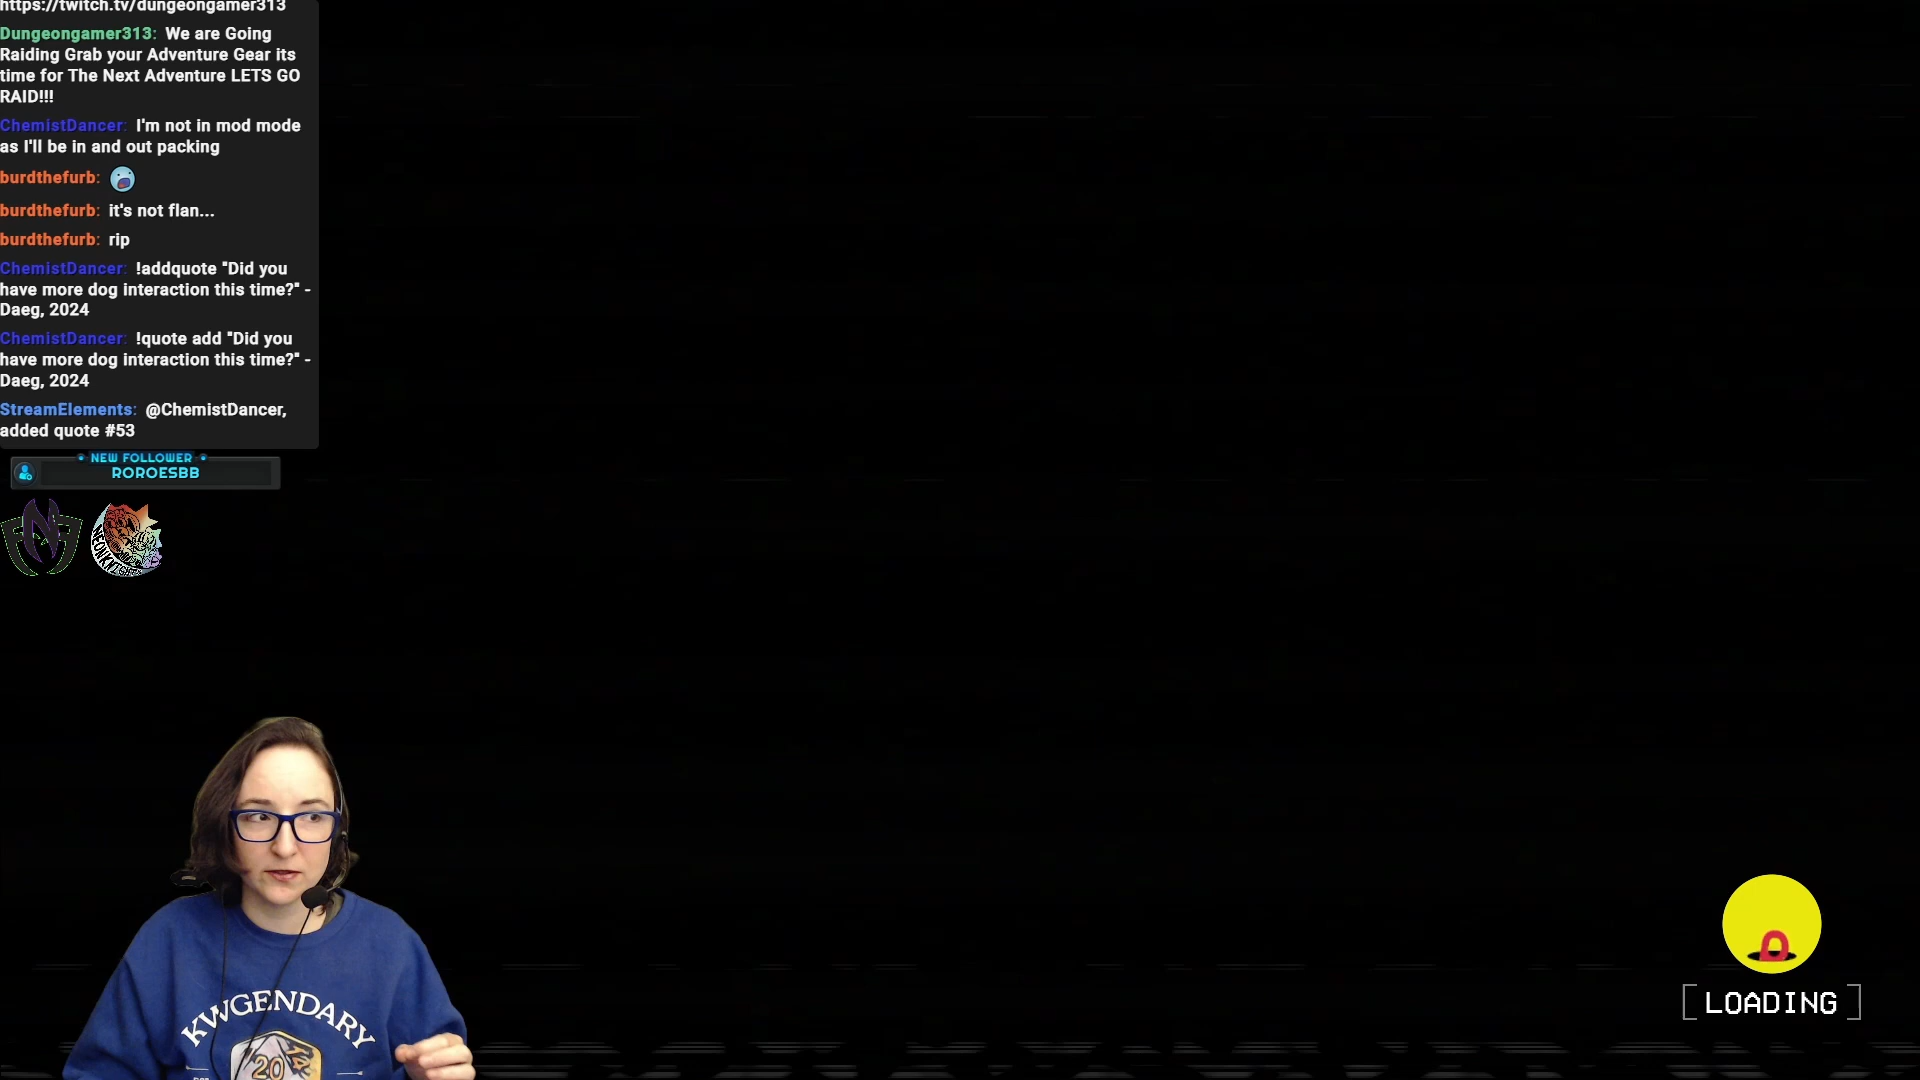 https://twitch.tv/dungeongamer313
Dungeongamer313: We are Going
Raiding Grab your Adventure Gear its
time for The Next Adventure LETS GO
RAID!!!
ChemistDancer: I'm not in mod mode
as I'll be in and out packing
burdthefurb:
burdthefurb: it's not flan...
burdthefurb: rip
ChemistDancer: !addquote "Did you
have more dog interaction this time?" -
Daeg, 2024
ChemistDancer: !quote add "Did you
have more dog interaction this time?" -
Daeg, 2024
StreamElements: @ChemistDancer,
added quote #53
NEW FOLLOWER
ROROESBB
KWGENDARY
20
[ LOADING ]